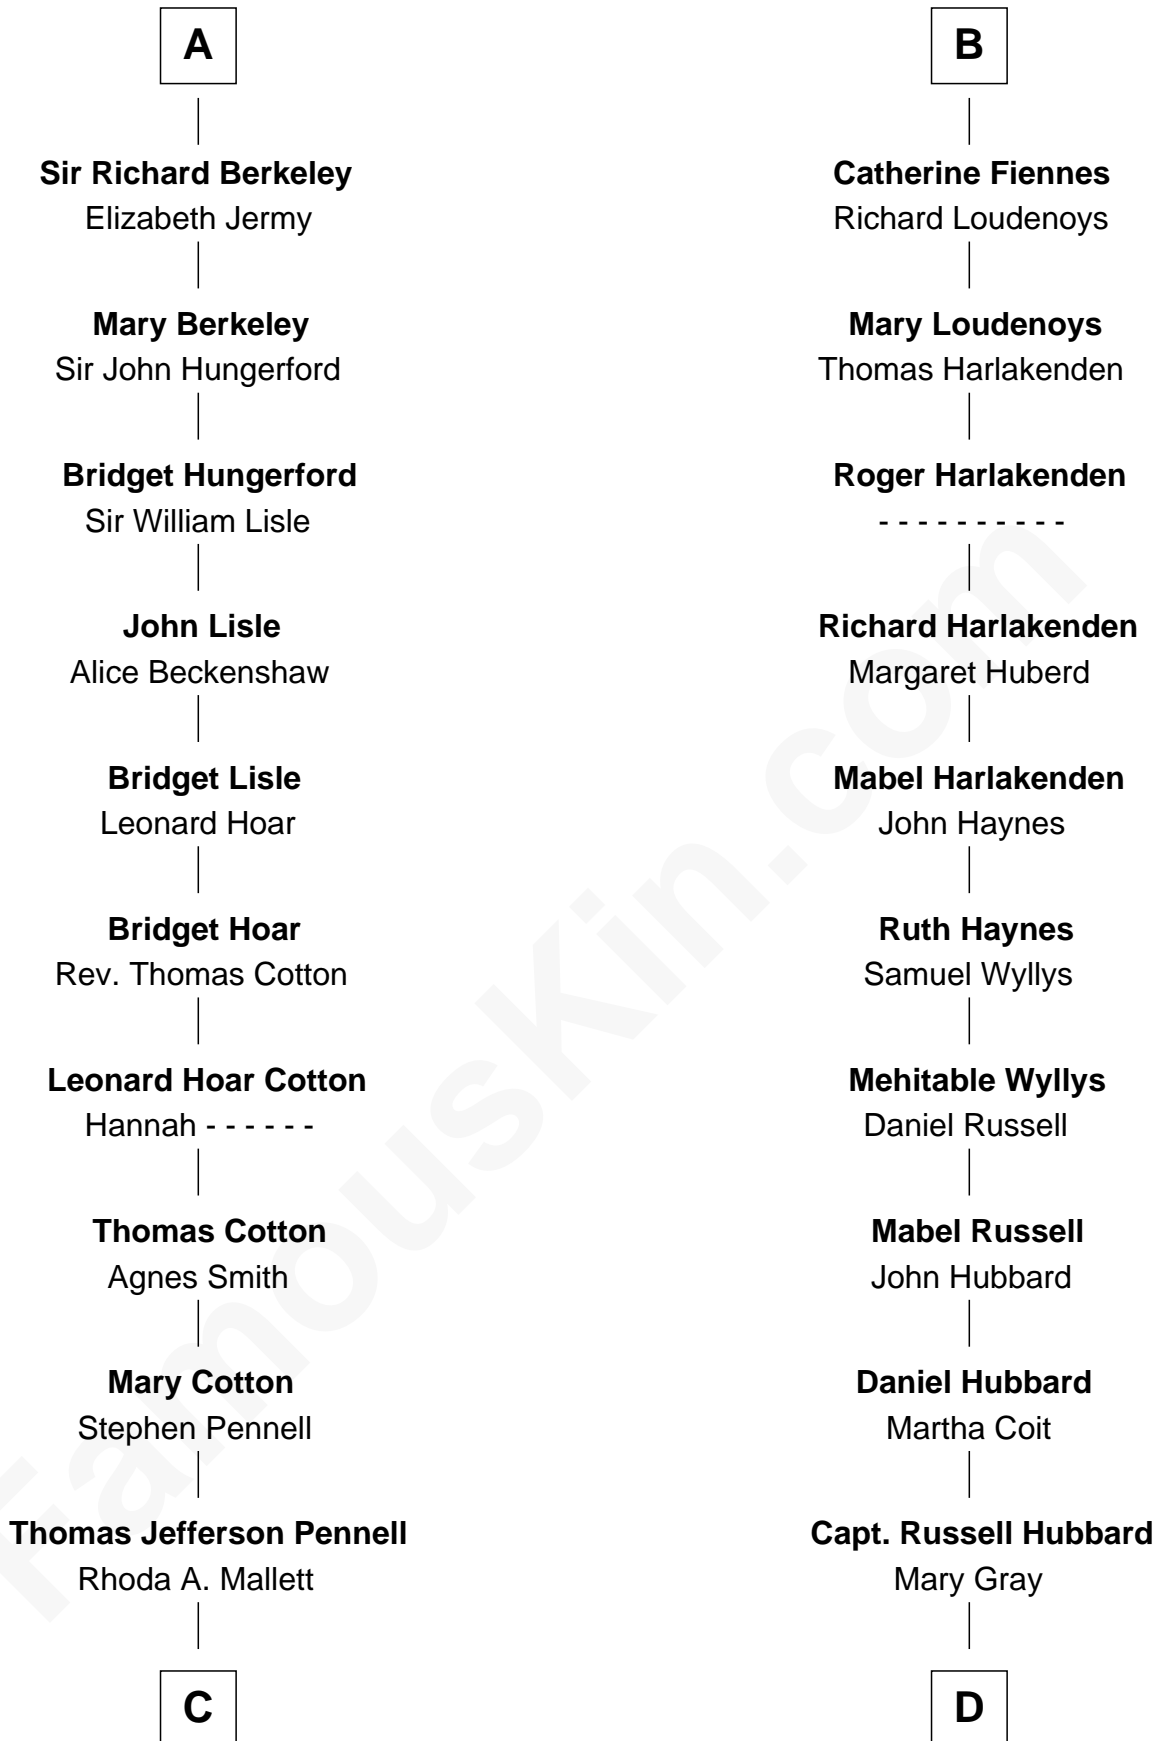 A
Sir Richard Berkeley
Elizabeth Jermy
Mary Berkeley
Sir John Hungerford
Bridget Hungerford
Sir William Lisle
John Lisle
Alice Beckenshaw
Bridget Lisle
Leonard Hoar
Bridget Hoar
Rev. Thomas Cotton
Leonard Hoar Cotton
Hannah - - - - - -
Thomas Cotton
Agnes Smith
Mary Cotton
Stephen Pennell
Thomas Jefferson Pennell
Rhoda A. Mallett
C
B
Catherine Fiennes
Richard Loudenoys
Mary Loudenoys
Thomas Harlakenden
Roger Harlakenden
- - - - - - - - - -
Richard Harlakenden
Margaret Huberd
Mabel Harlakenden
John Haynes
Ruth Haynes
Samuel Wyllys
Mehitable Wyllys
Daniel Russell
Mabel Russell
John Hubbard
Daniel Hubbard
Martha Coit
Capt. Russell Hubbard
Mary Gray
D
FamousKin.com